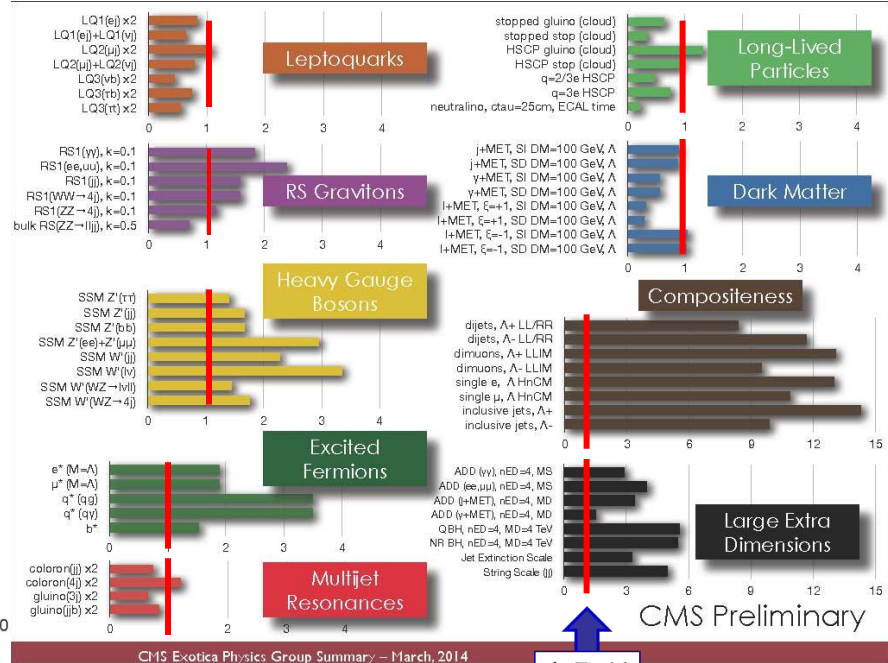 LQ1(ej) x2
LQ1(ej)+LQ1(νj)
LQ2(μj) x2
LQ2(μj)+LQ2(νj)
LQ3(νb) x2
LQ3(τb) x2
LQ3(τt) x2
0 1 2 3 4
Leptoquarks
RS1(γγ), k=0.1
RS1(ee,uu), k=0.1
RS1(jj), k=0.1
RS1(WW→4j), k=0.1
RS1(ZZ→4j), k=0.1
bulk RS(ZZ→lljj), k=0.5
0 1 2 3 4
RS Gravitons
Heavy Gauge
Bosons
SSM Z'(ττ)
SSM Z'(jj)
SSM Z'(bb)
SSM Z'(ee)+Z'(μμ)
SSM W'(jj)
SSM W'(lν)
SSM W'(WZ→lνll)
SSM W'(WZ→4j)
0 1 2 3 4
Excited
Fermions
e* (M=Λ)
μ* (M=Λ)
q* (qg)
q* (qγ)
b*
0 1 2 3 4
coloron(jj) x2
coloron(4j) x2
gluino(3j) x2
gluino(jjb) x2
0 1 2 3 4
Multijet
Resonances
0
stopped gluino (cloud)
stopped stop (cloud)
HSCP gluino (cloud)
HSCP stop (cloud)
q=2/3e HSCP
q=3e HSCP
neutralino, ctau=25cm, ECAL time
0 1 2 3 4
Long-Lived
Particles
j+MET, SI DM=100 GeV, Λ
j+MET, SD DM=100 GeV, Λ
γ+MET, SI DM=100 GeV, Λ
γ+MET, SD DM=100 GeV, Λ
l+MET, ξ=+1, SI DM=100 GeV, Λ
l+MET, ξ=+1, SD DM=100 GeV, Λ
l+MET, ξ=-1, SI DM=100 GeV, Λ
l+MET, ξ=-1, SD DM=100 GeV, Λ
0 1 2 3 4
Dark Matter
Compositeness
dijets, Λ+ LL/RR
dijets, Λ- LL/RR
dimuons, Λ+ LLIM
dimuons, Λ- LLIM
single e, Λ HnCM
single μ, Λ HnCM
inclusive jets, Λ+
inclusive jets, Λ-
0 3 6 9 12 15
ADD (γγ), nED=4, MS
ADD (ee,μμ), nED=4, MS
ADD (j+MET), nED=4, MD
ADD (γ+MET), nED=4, MD
QBH, nED=4, MD=4 TeV
NR BH, nED=4, MD=4 TeV
Jet Extinction Scale
String Scale (jj)
0 3 6 9 12 15
Large Extra
Dimensions
CMS Preliminary
CMS Exotica Physics Group Summary – March, 2014